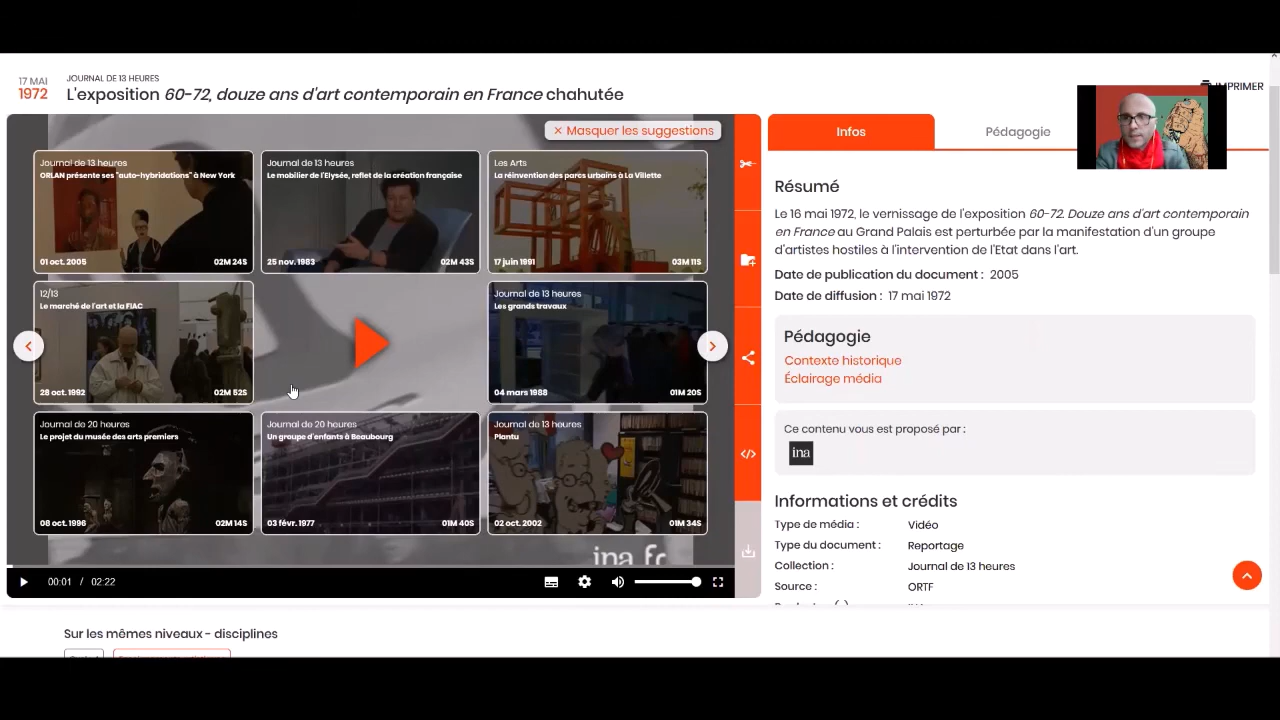 17 MAI
1972
JOURNAL DE 13 HEURES
L'exposition 60-72, douze ans d'art contemporain en France chahutée
IMPRIMER
✕ Masquer les suggestions
Journal de 13 heures
ORLAN présente ses "auto-hybridations" à New York
01 oct. 2005
02M 24S
Journal de 13 heures
Le mobilier de l'Elysée, reflet de la création française
25 nov. 1983
02M 43S
Les Arts
La réinvention des parcs urbains à La Villette
17 juin 1991
03M 11S
12/13
Le marché de l'art et la FIAC
28 oct. 1992
02M 52S
Journal de 13 heures
Les grands travaux
04 mars 1988
01M 20S
Journal de 20 heures
Le projet du musée des arts premiers
08 oct. 1996
02M 14S
Journal de 20 heures
Un groupe d'enfants à Beaubourg
03 févr. 1977
01M 40S
Journal de 13 heures
Plantu
02 oct. 2002
01M 34S
ina fr
00:01 / 02:22
Infos
Pédagogie
Résumé
Le 16 mai 1972, le vernissage de l'exposition 60-72. Douze ans d'art contemporain
en France au Grand Palais est perturbée par la manifestation d'un groupe
d'artistes hostiles à l'intervention de l'Etat dans l'art.
Date de publication du document : 2005
Date de diffusion : 17 mai 1972
Pédagogie
Contexte historique
Éclairage média
Ce contenu vous est proposé par :
ina
Informations et crédits
Type de média : Vidéo
Type du document : Reportage
Collection : Journal de 13 heures
Source : ORTF
Sur les mêmes niveaux - disciplines